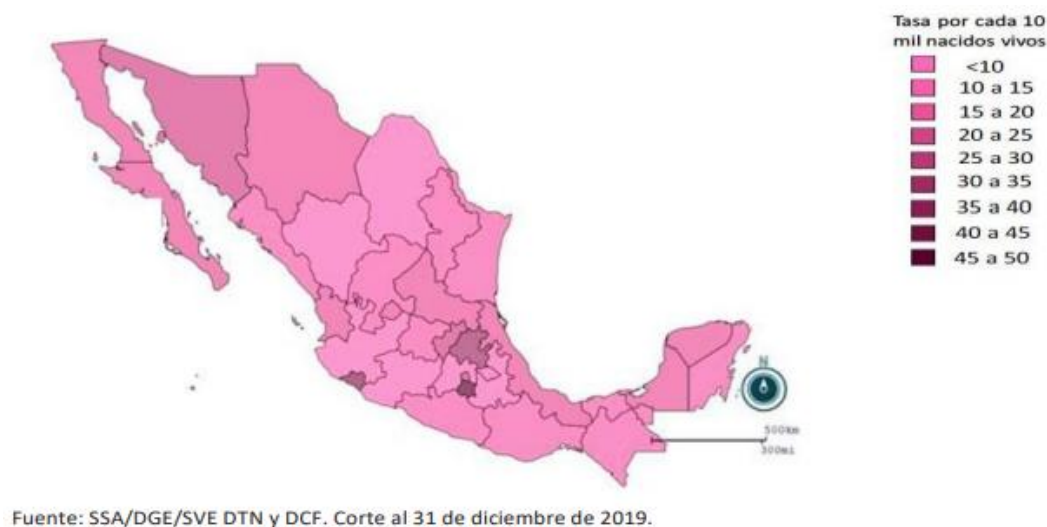 Tasa por cada 10
mil nacidos vivos
<10
10 a 15
15 a 20
20 a 25
25 a 30
30 a 35
35 a 40
40 a 45
45 a 50
N
500km
300mi
Fuente: SSA/DGE/SVE DTN y DCF. Corte al 31 de diciembre de 2019.